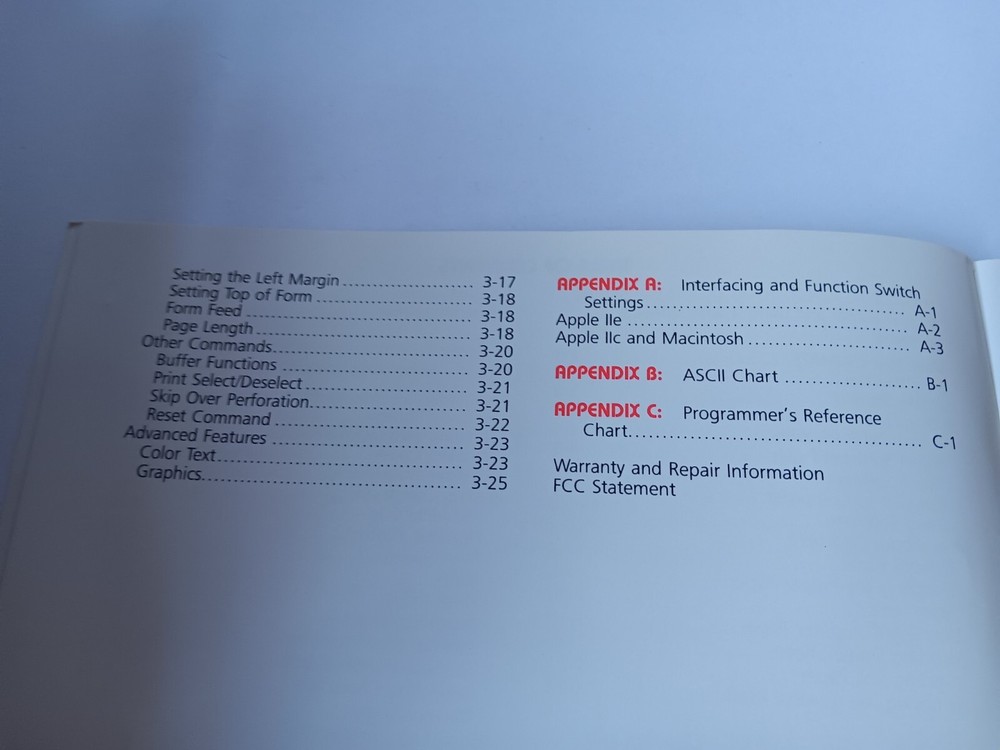 Setting the Left Margin ..................... 3-17
Setting Top of Form ......................... 3-18
Form Feed .................................... 3-18
Page Length ................................... 3-18
Other Commands ................................ 3-20
Buffer Functions .............................. 3-20
Print Select/Deselect .......................... 3-21
Skip Over Perforation .......................... 3-21
Reset Command ............................... 3-22
Advanced Features ............................... 3-23
Color Text ....................................... 3-23
Graphics ......................................... 3-25
APPENDIX A: Interfacing and Function Switch
Settings ......................................... A-1
Apple IIe ........................................... A-2
Apple IIc and Macintosh .......................... A-3
APPENDIX B: ASCII Chart ...................... B-1
APPENDIX C: Programmer's Reference
Chart ............................................... C-1
Warranty and Repair Information
FCC Statement